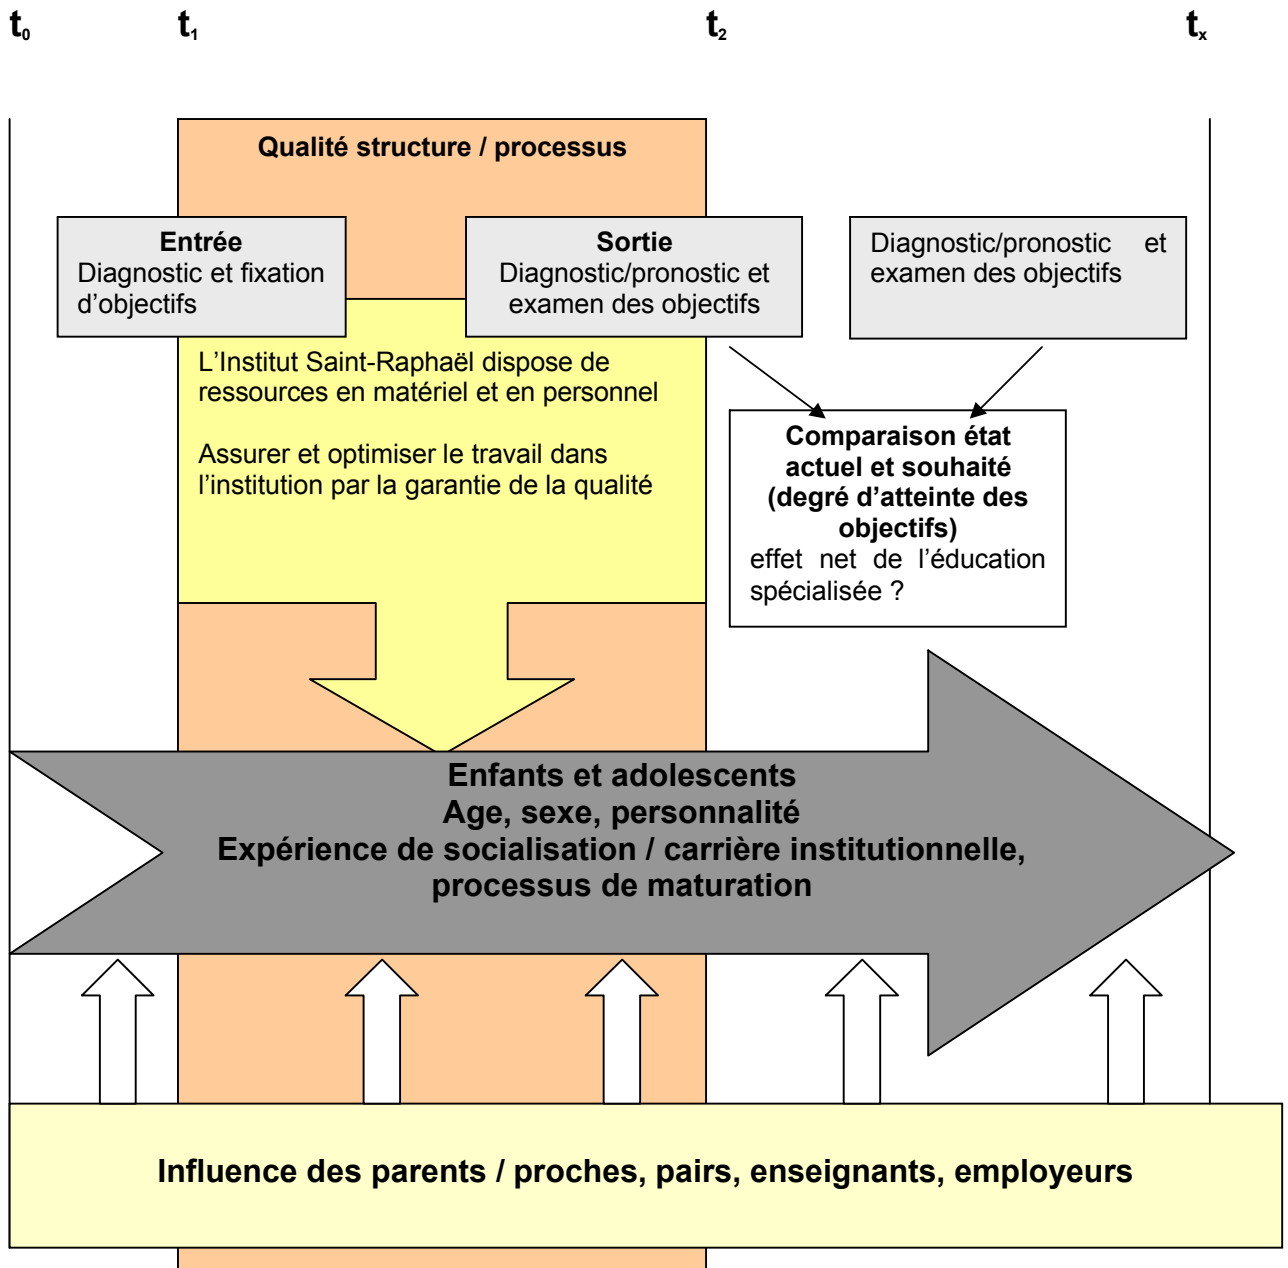 t0 t1 t2 tx
Qualité structure / processus
Entrée
Diagnostic et fixation
d’objectifs
Sortie
Diagnostic/pronostic et
examen des objectifs
Diagnostic/pronostic et
examen des objectifs
L’Institut Saint-Raphaël dispose de
ressources en matériel et en personnel
Assurer et optimiser le travail dans
l’institution par la garantie de la qualité
Comparaison état
actuel et souhaité
(degré d’atteinte des
objectifs)
effet net de l’éducation
spécialisée ?
Enfants et adolescents
Age, sexe, personnalité
Expérience de socialisation / carrière institutionnelle,
processus de maturation
Influence des parents / proches, pairs, enseignants, employeurs